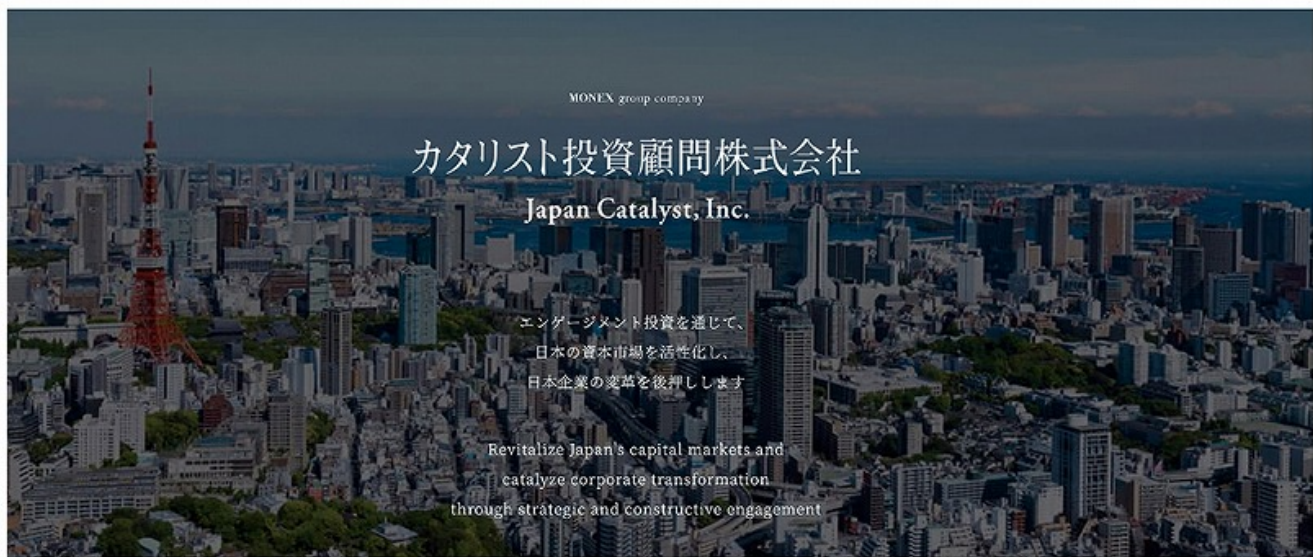 MONEX group company
カタリスト投資顧問株式会社
Japan Catalyst, Inc.
エンゲージメント投資を通じて、
日本の資本市場を活性化し、
日本企業の変革を後押しします
Revitalize Japan's capital markets and
catalyze corporate transformation
through strategic and constructive engagement